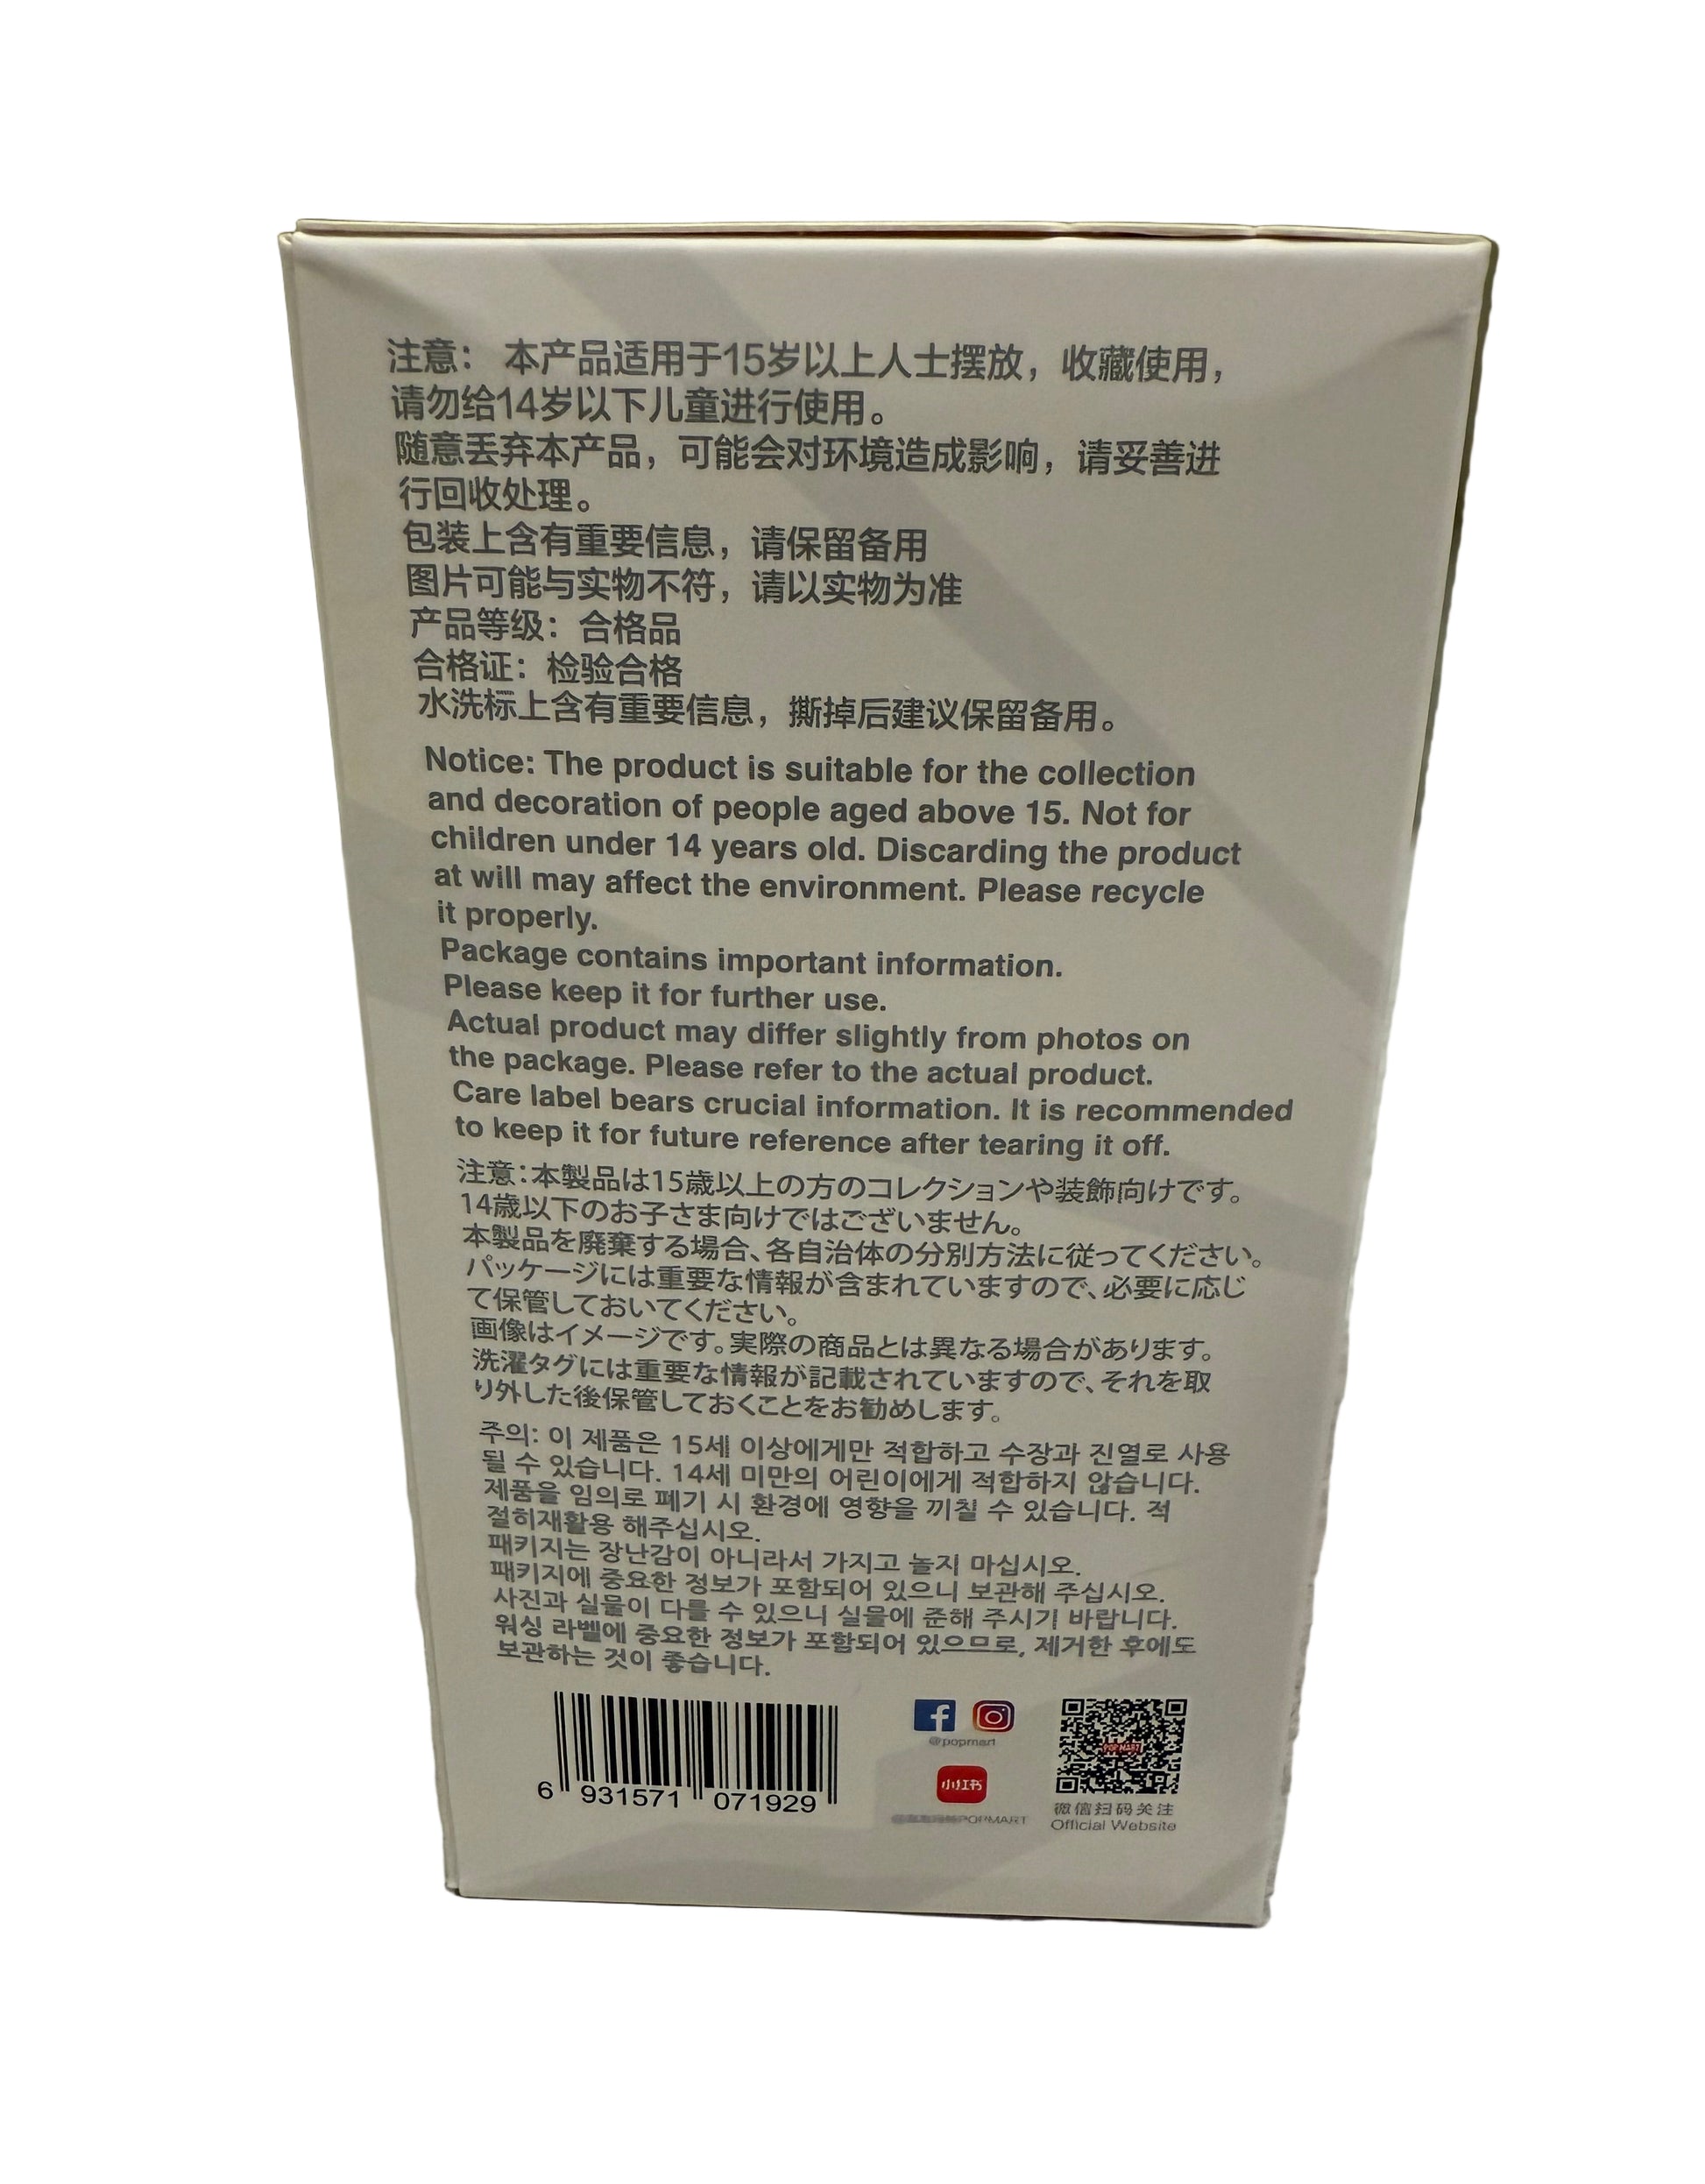 注意： 本产品适用于15岁以上人士摆放，收藏使用，
请勿给14岁以下儿童进行使用。
随意丢弃本产品，可能会对环境造成影响，请妥善进
行回收处理。
包装上含有重要信息，请保留备用
图片可能与实物不符，请以实物为准
产品等级：合格品
合格证：检验合格
水洗标上含有重要信息，撕掉后建议保留备用。
Notice: The product is suitable for the collection
and decoration of people aged above 15. Not for
children under 14 years old. Discarding the product
at will may affect the environment. Please recycle
it properly.
Package contains important information.
Please keep it for further use.
Actual product may differ slightly from photos on
the package. Please refer to the actual product.
Care label bears crucial information. It is recommended
to keep it for future reference after tearing it off.
注意：本製品は15歳以上の方のコレクションや装飾向けです。
14歳以下のお子さま向けではございません。
本製品を廃棄する場合、各自治体の分別方法に従ってください。
パッケージには重要な情報が含まれていますので、必要に応じ
て保管しておいてください。
画像はイメージです。実際の商品とは異なる場合があります。
洗濯タグには重要な情報が記載されていますので、それを取
り外した後保管しておくことをお勧めします。
주의: 이 제품은 15세 이상에게만 적합하고 수장과 진열로 사용
될 수 있습니다. 14세 미만의 어린이에게 적합하지 않습니다.
제품을 임의로 폐기 시 환경에 영향을 끼칠 수 있습니다. 적
절히재활용 해주십시오.
패키지는 장난감이 아니라서 가지고 놀지 마십시오.
패키지에 중요한 정보가 포함되어 있으니 보관해 주십시오.
사진과 실물이 다를 수 있으니 실물에 준해 주시기 바랍니다.
워싱 라벨에 중요한 정보가 포함되어 있으므로, 제거한 후에도
보관하는 것이 좋습니다.
6 931571 071929
@popmart
小红书
POPMART
POP MART
微信扫码关注
Official Website